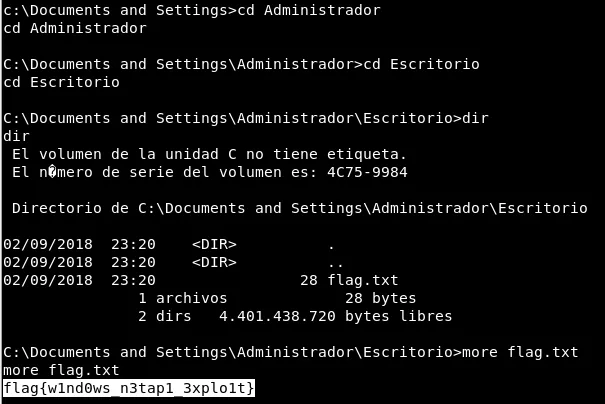 c:\Documents and Settings>cd Administrador
cd Administrador
C:\Documents and Settings\Administrador>cd Escritorio
cd Escritorio
C:\Documents and Settings\Administrador\Escritorio>dir
dir
El volumen de la unidad C no tiene etiqueta.
El n�mero de serie del volumen es: 4C75-9984
Directorio de C:\Documents and Settings\Administrador\Escritorio
02/09/2018  23:20    <DIR>          .
02/09/2018  23:20    <DIR>          ..
02/09/2018  23:20                28 flag.txt
1 archivos             28 bytes
2 dirs   4.401.438.720 bytes libres
C:\Documents and Settings\Administrador\Escritorio>more flag.txt
more flag.txt
flag{w1nd0ws_n3tap1_3xplo1t}